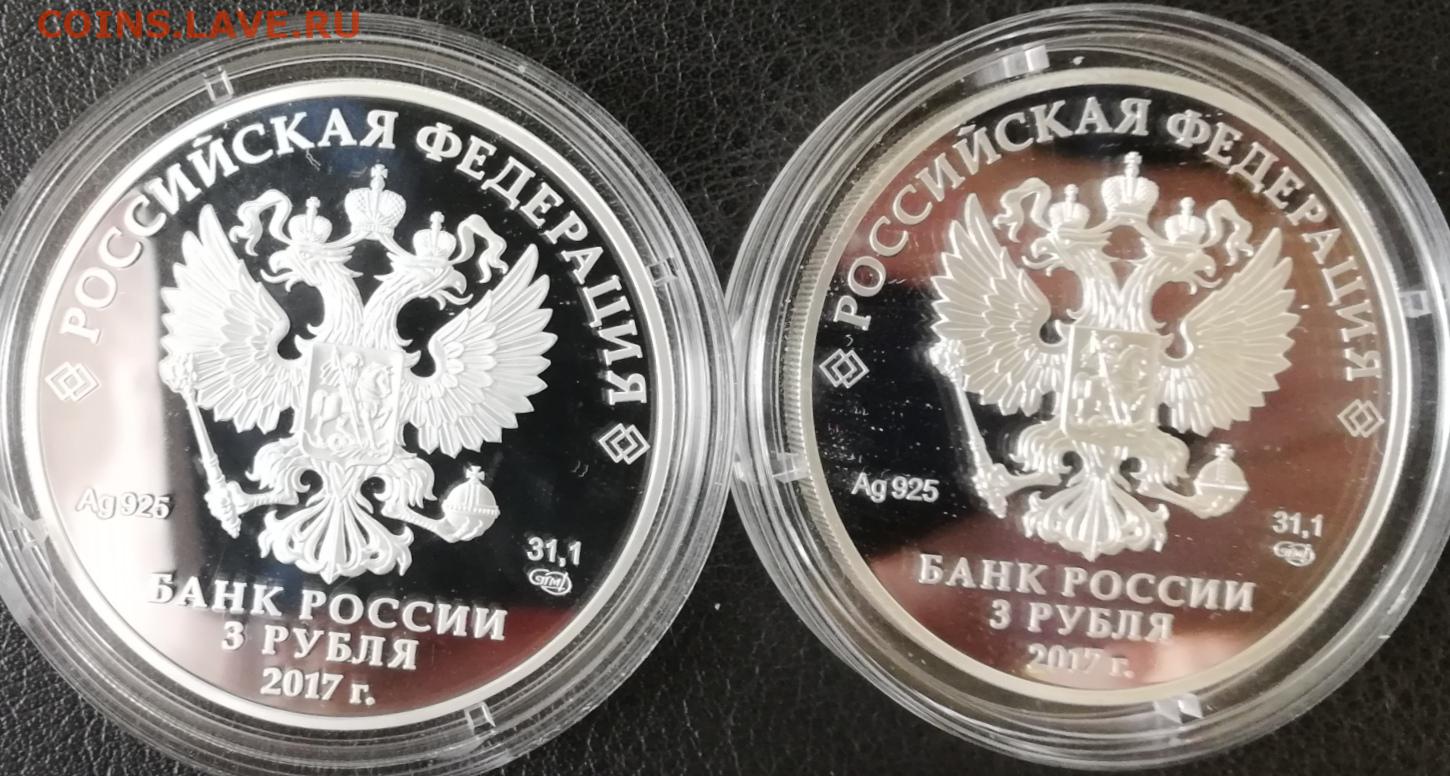 COINS.LAVE.RU
РОССИЙСКАЯ ФЕДЕРАЦИЯ
Ag 925
31,1
БАНК РОССИИ
3 РУБЛЯ
2017 г.
РОССИЙСКАЯ ФЕДЕРАЦИЯ
Ag 925
31,1
БАНК РОССИИ
3 РУБЛЯ
2017 г.